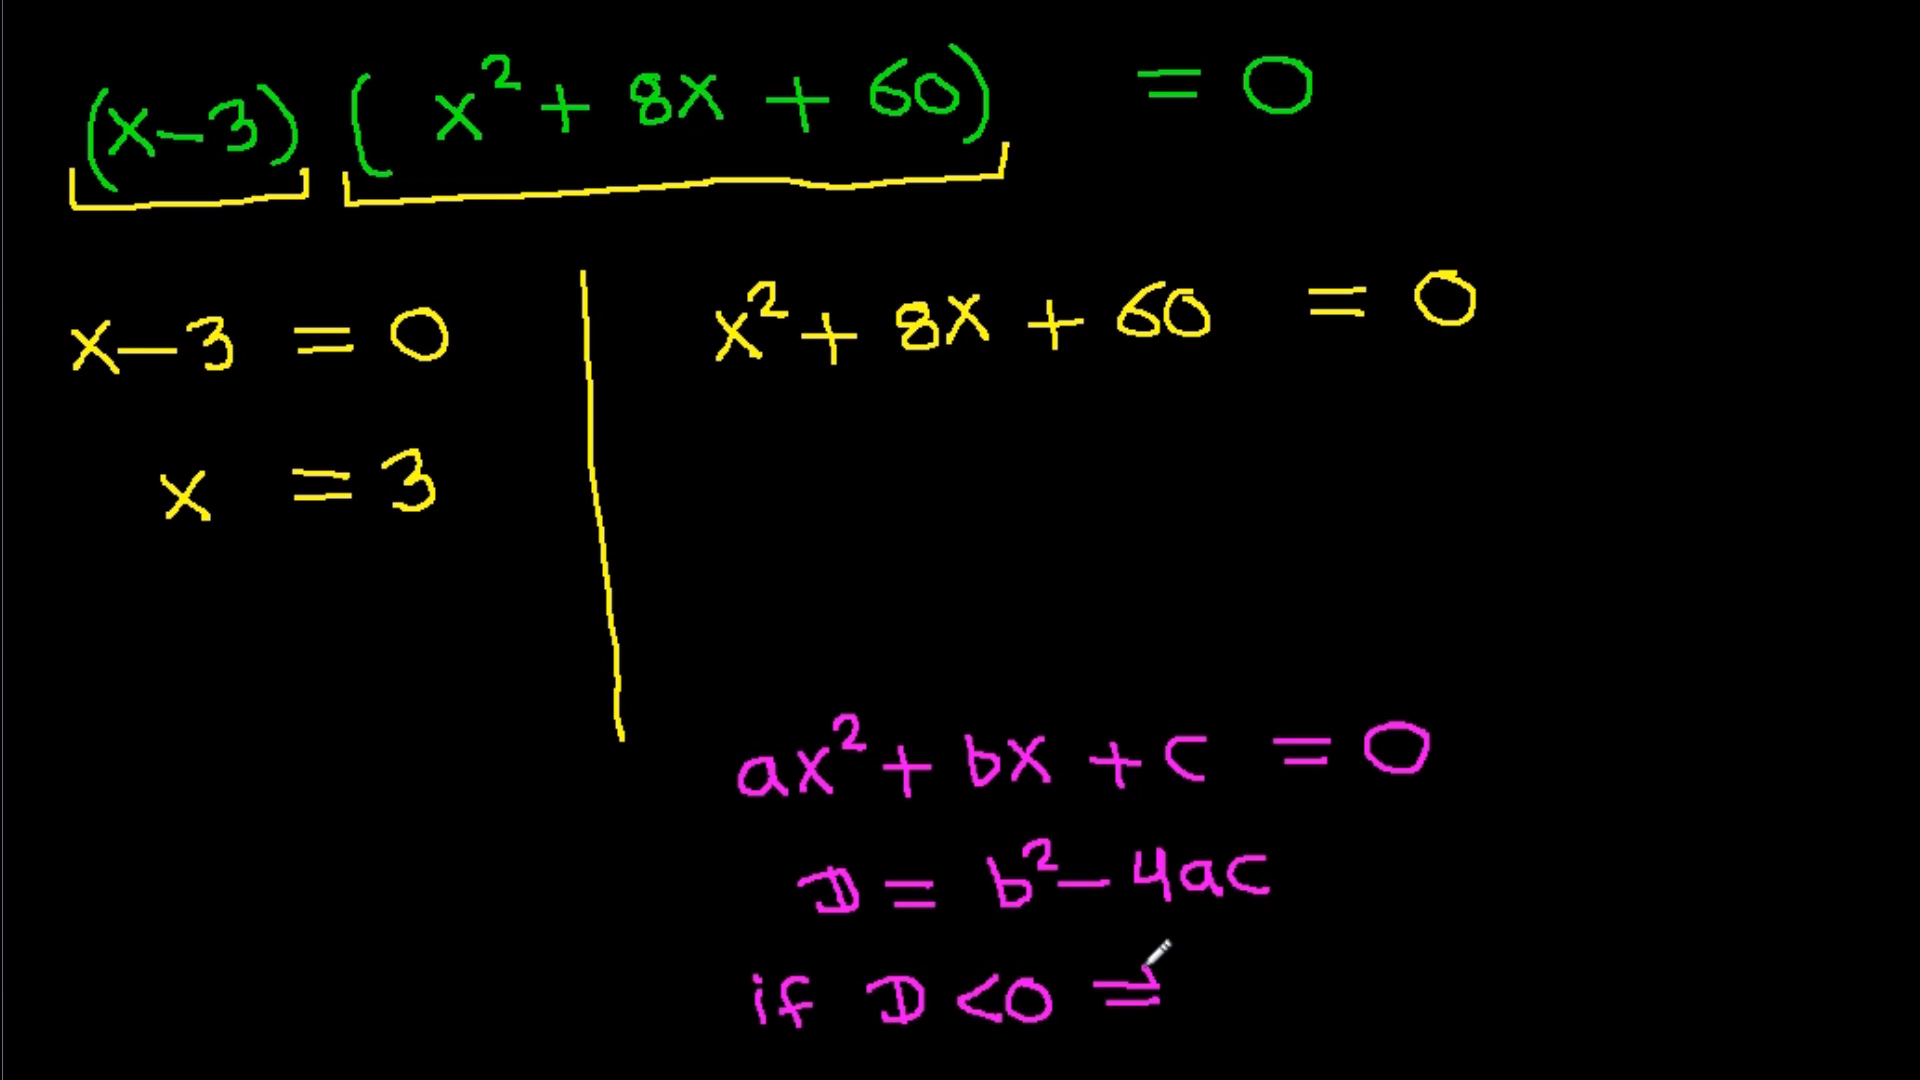 (x-3) (x² + 8x + 60) = 0
x-3 = 0
x = 3
x² + 8x + 60 = 0
ax² + bx + c = 0
D = b² - 4ac
if D < 0 =